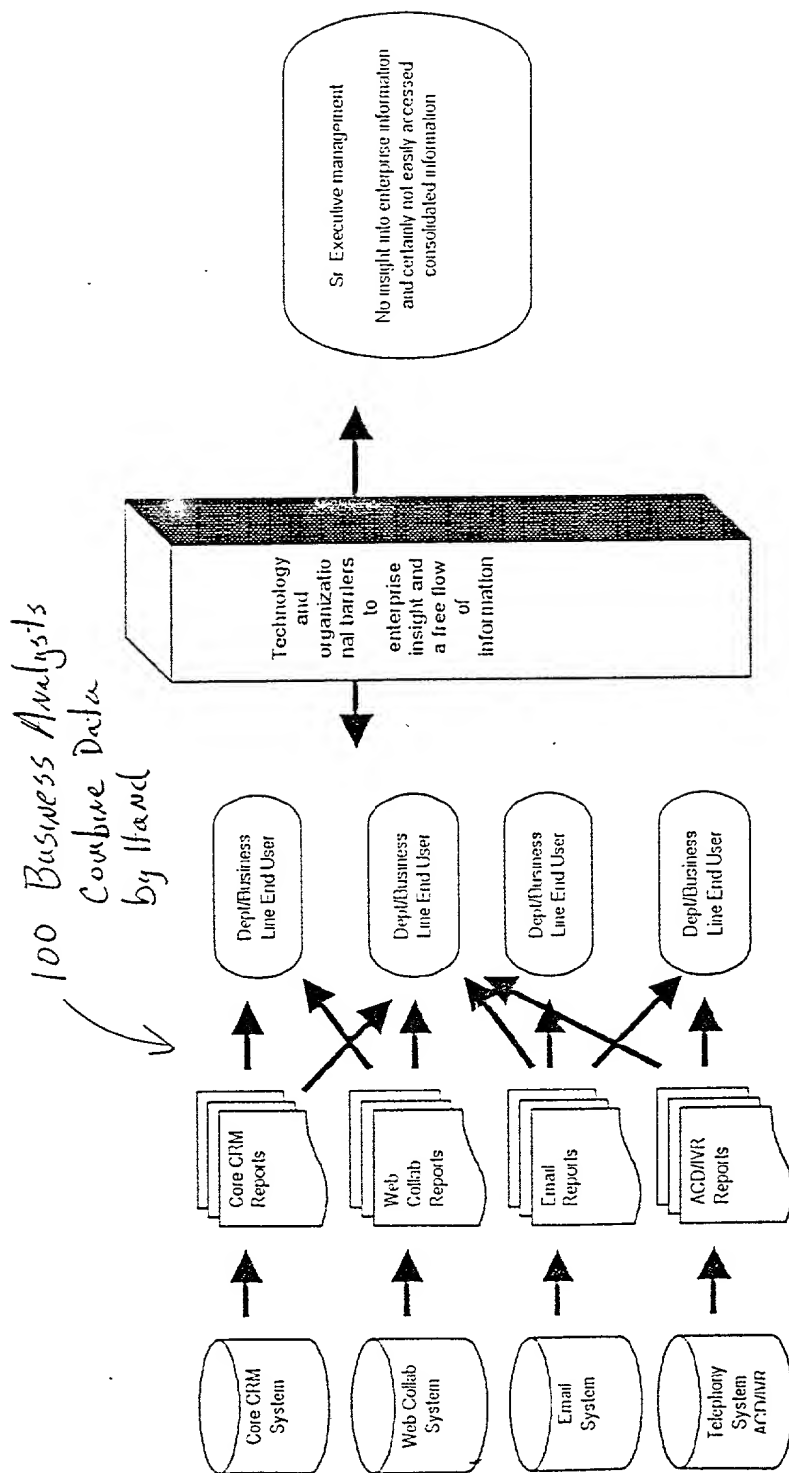 100 Business Analysts
Combine Data
by Hand
Core CRM
System
Web Collab
System
Email
System
Telephony
System
ACD/IVR
Core CRM
Reports
Web
Collab
Reports
Email
Reports
ACD/IVR
Reports
Dept/Business
Line End User
Dept/Business
Line End User
Dept/Business
Line End User
Dept/Business
Line End User
Technology
and
organizatio
nal barriers
to
enterprise
insight and
a free flow
of
information
Sr Executive management
No insight into enterprise information
and certainly not easily accessed
consolidated information